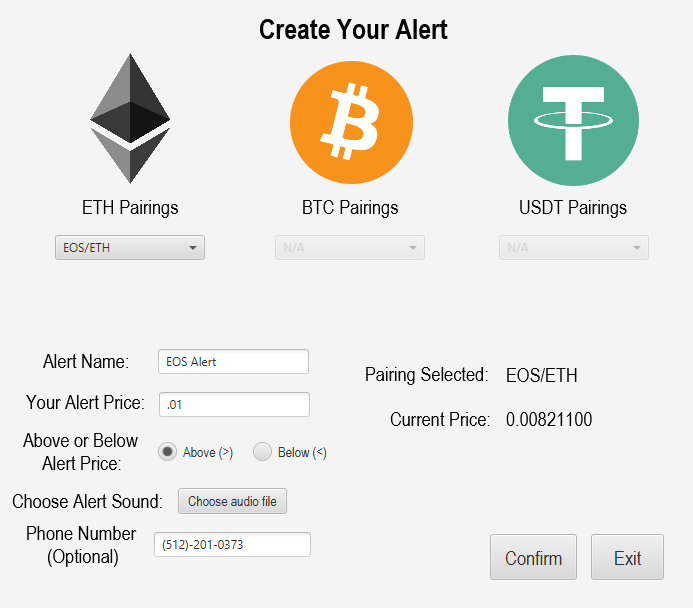 Create Your Alert
ETH Pairings
BTC Pairings
USDT Pairings
EOS/ETH
N/A
N/A
Alert Name:
EOS Alert
Pairing Selected:
EOS/ETH
Your Alert Price:
.01
Current Price:
0.00821100
Above or Below
Alert Price:
Above (>)
Below (<)
Choose Alert Sound:
Choose audio file
Phone Number
(Optional)
(512)-201-0373
Confirm
Exit